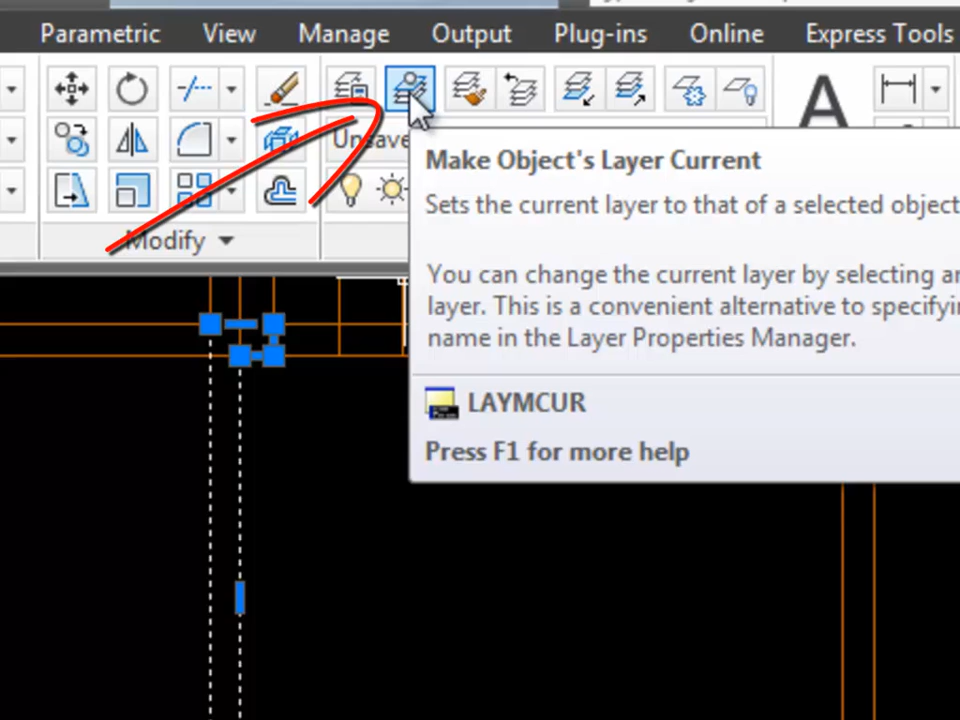 Parametric View Manage Output Plug-ins Online Express Tools
A
Unsave
Make Object's Layer Current
Sets the current layer to that of a selected object
Modify
You can change the current layer by selecting an
layer. This is a convenient alternative to specifyin
name in the Layer Properties Manager.
LAYMCUR
Press F1 for more help